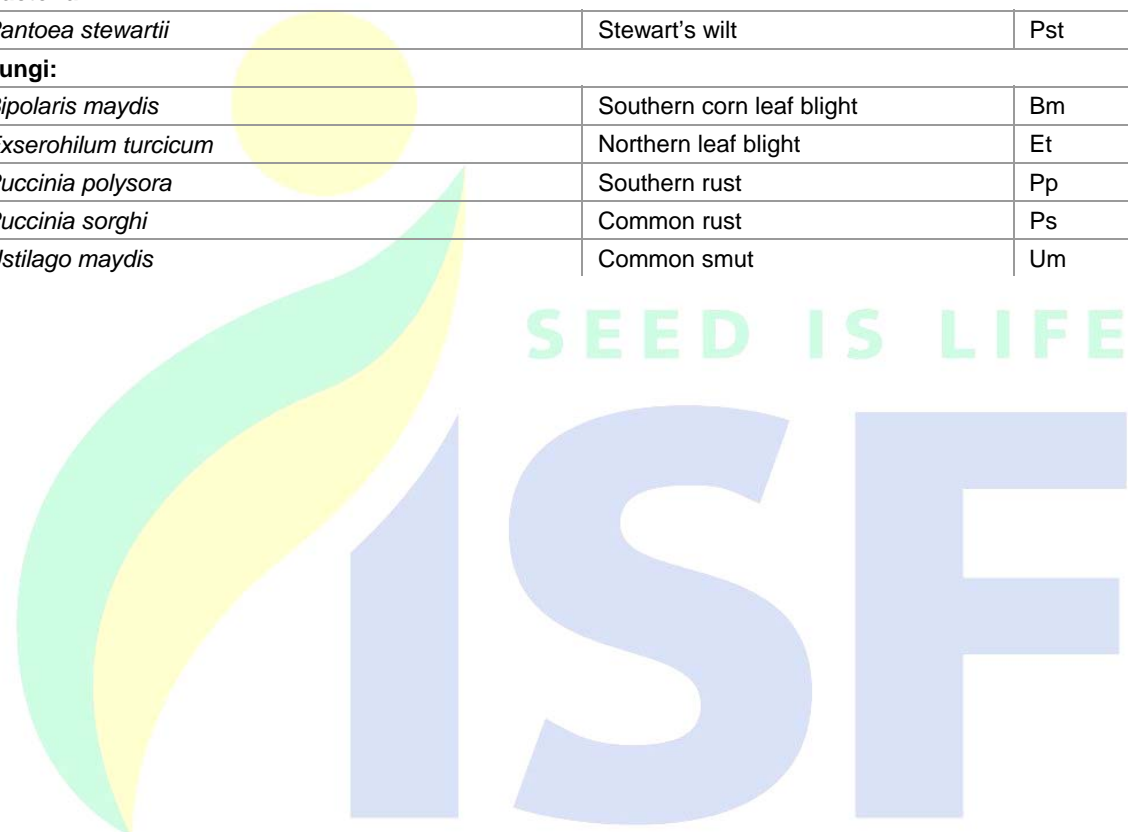 antoea stewartii Stewart's wilt Pst
ungi:
ipolaris maydis Southern corn leaf blight Bm
xserohilum turcicum Northern leaf blight Et
uccinia polysora Southern rust Pp
uccinia sorghi Common rust Ps
stilago maydis Common smut Um
SEED IS LIFE
ISF